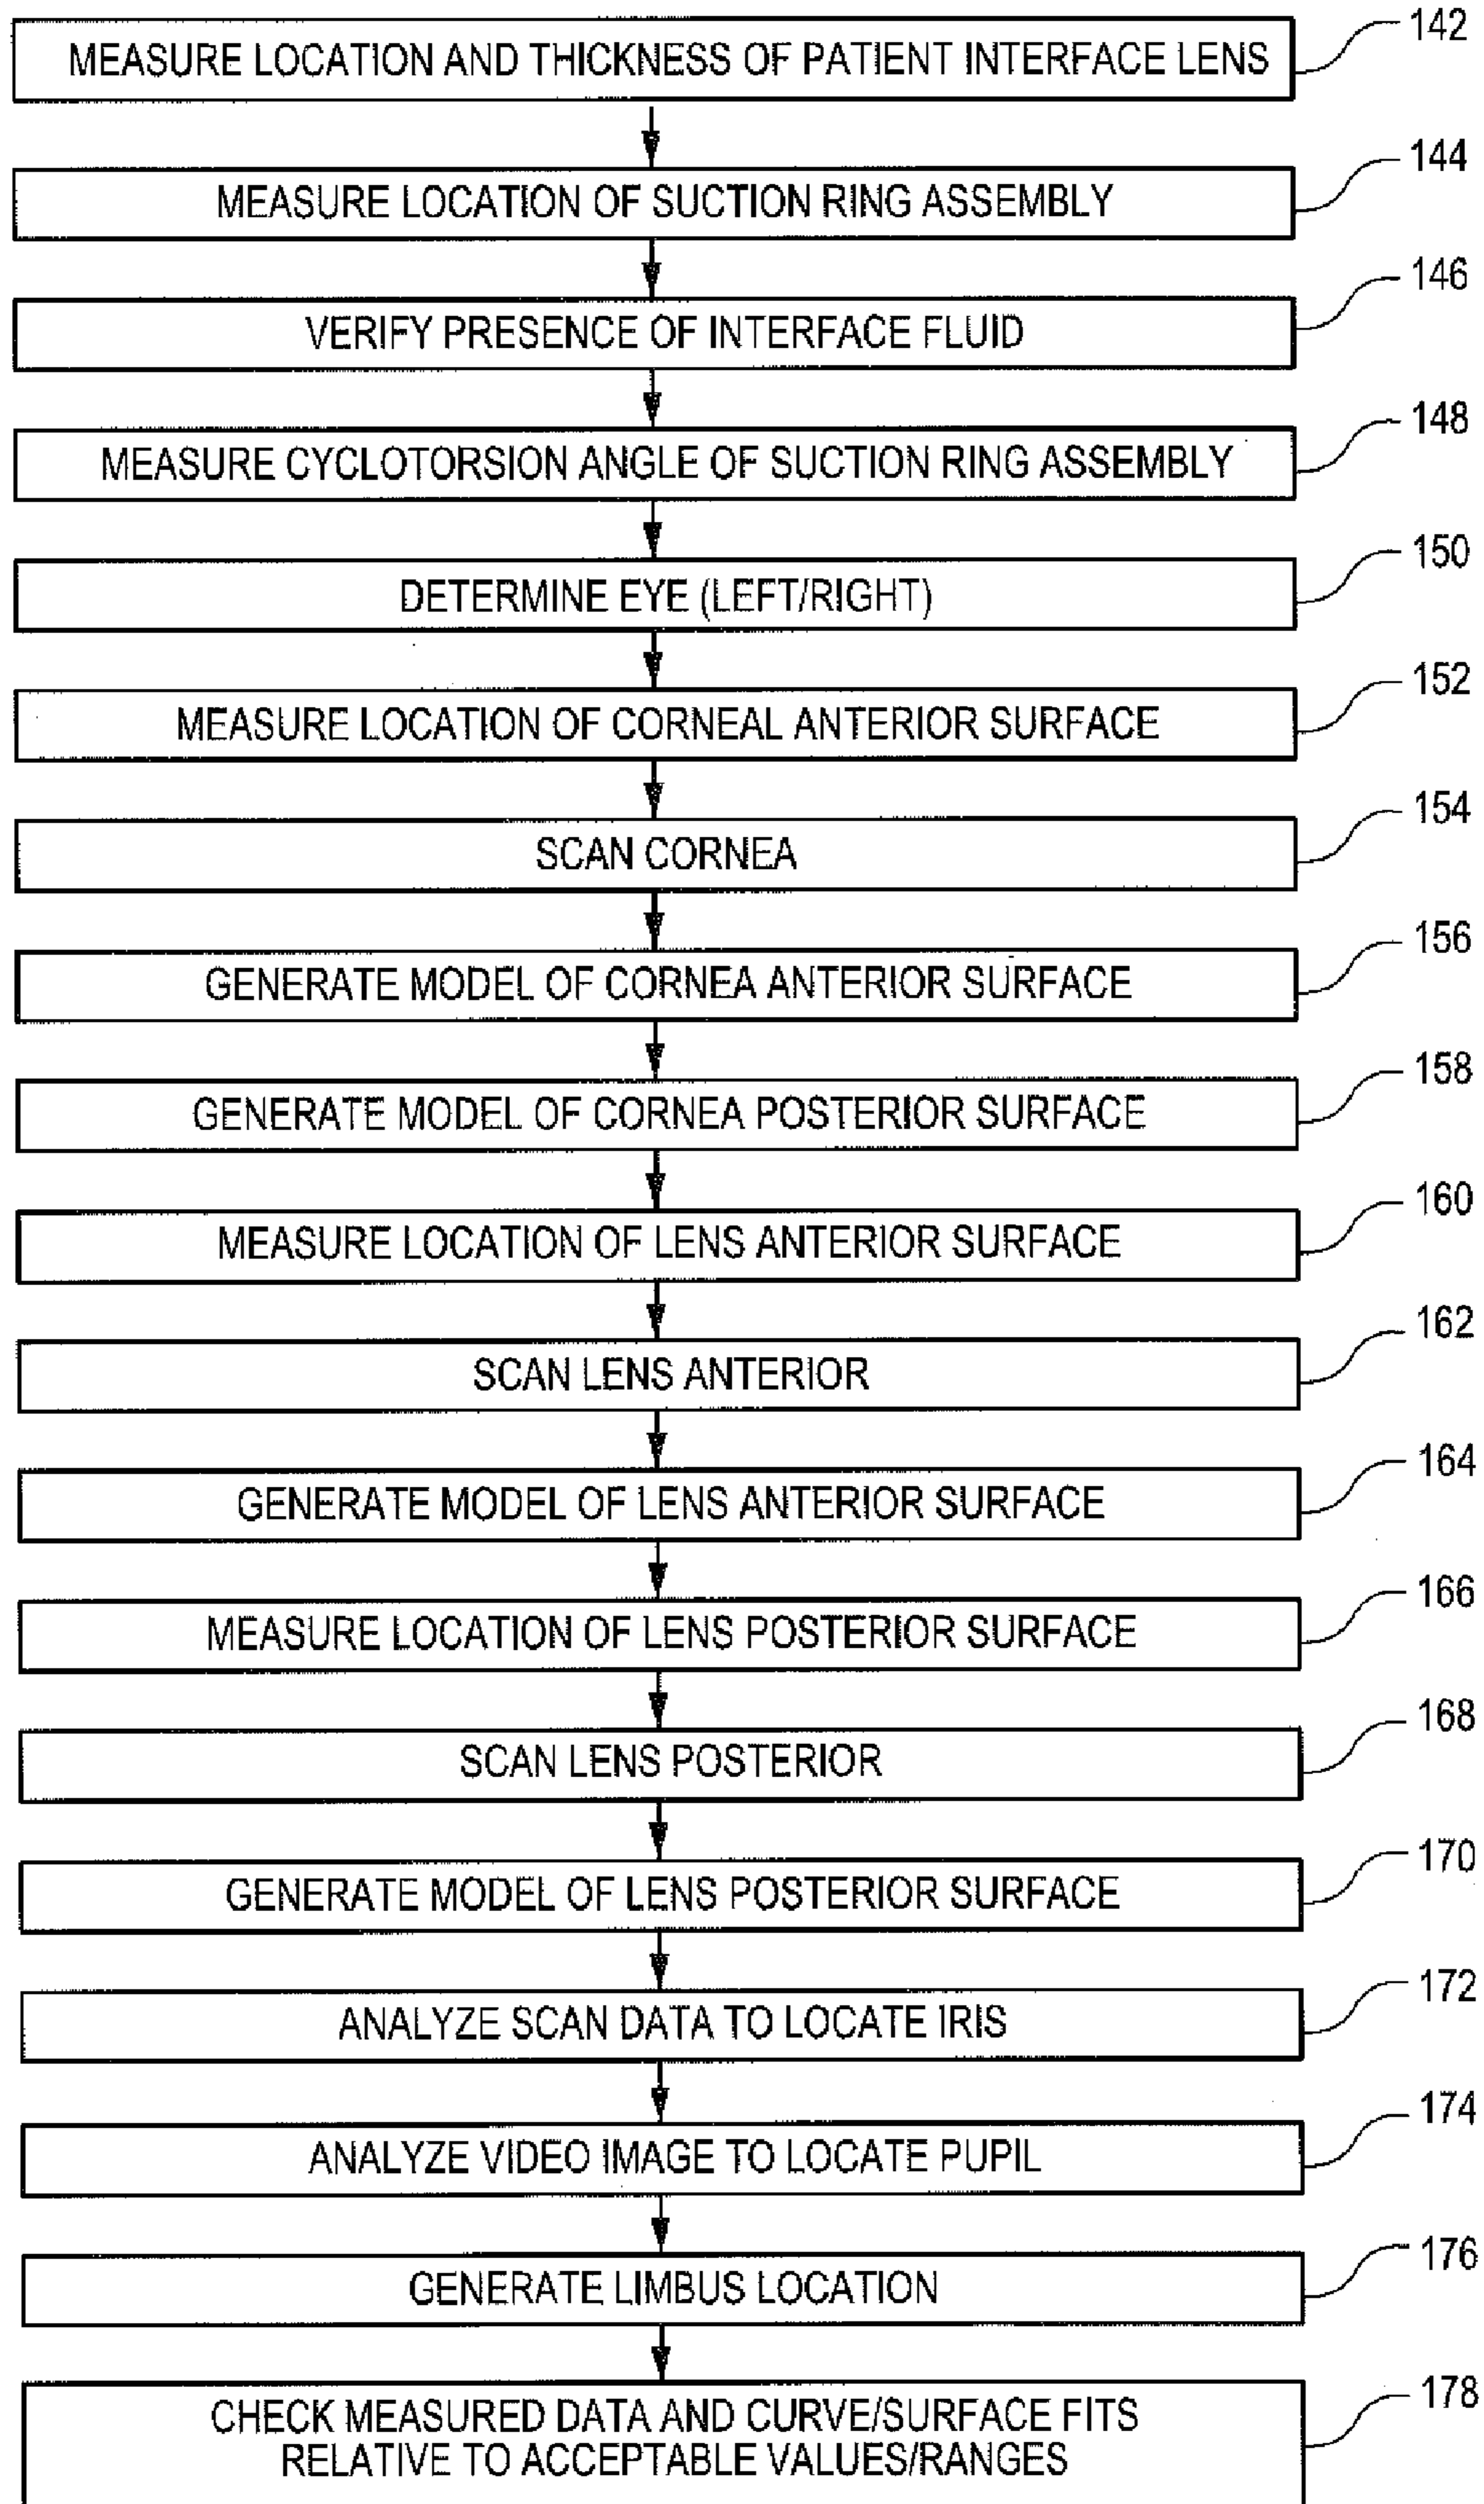 MEASURE LOCATION AND THICKNESS OF PATIENT INTERFACE LENS 142
MEASURE LOCATION OF SUCTION RING ASSEMBLY 144
VERIFY PRESENCE OF INTERFACE FLUID 146
MEASURE CYCLOTORSION ANGLE OF SUCTION RING ASSEMBLY 148
DETERMINE EYE (LEFT/RIGHT) 150
MEASURE LOCATION OF CORNEAL ANTERIOR SURFACE 152
SCAN CORNEA 154
GENERATE MODEL OF CORNEA ANTERIOR SURFACE 156
GENERATE MODEL OF CORNEA POSTERIOR SURFACE 158
MEASURE LOCATION OF LENS ANTERIOR SURFACE 160
SCAN LENS ANTERIOR 162
GENERATE MODEL OF LENS ANTERIOR SURFACE 164
MEASURE LOCATION OF LENS POSTERIOR SURFACE 166
SCAN LENS POSTERIOR 168
GENERATE MODEL OF LENS POSTERIOR SURFACE 170
ANALYZE SCAN DATA TO LOCATE IRIS 172
ANALYZE VIDEO IMAGE TO LOCATE PUPIL 174
GENERATE LIMBUS LOCATION 176
CHECK MEASURED DATA AND CURVE/SURFACE FITS 178
RELATIVE TO ACCEPTABLE VALUES/RANGES